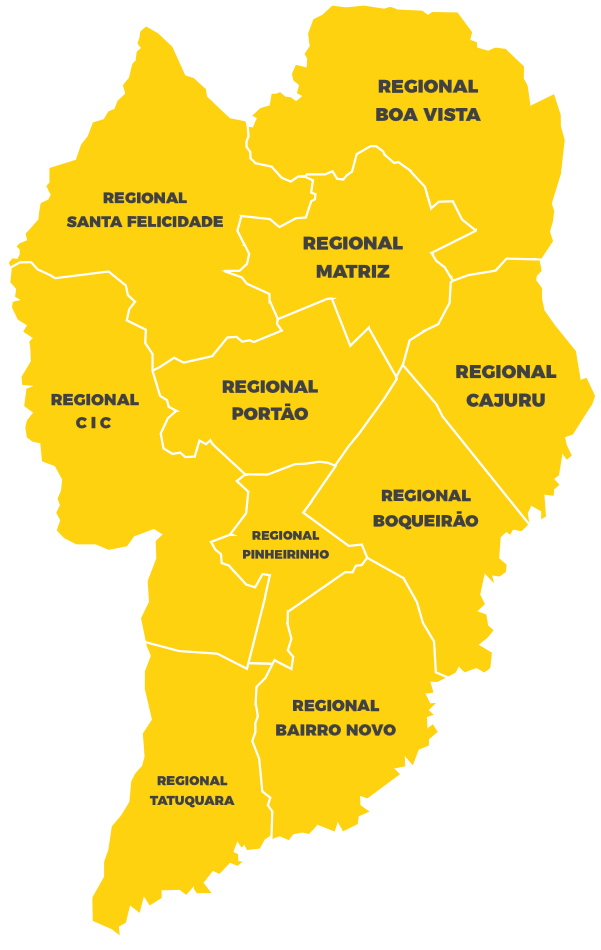 REGIONAL
BOA VISTA
REGIONAL
SANTA FELICIDADE
REGIONAL
MATRIZ
REGIONAL
CAJURU
REGIONAL
PORTÃO
REGIONAL
C I C
REGIONAL
BOQUEIRÃO
REGIONAL
PINHEIRINHO
REGIONAL
BAIRRO NOVO
REGIONAL
TATUQUARA